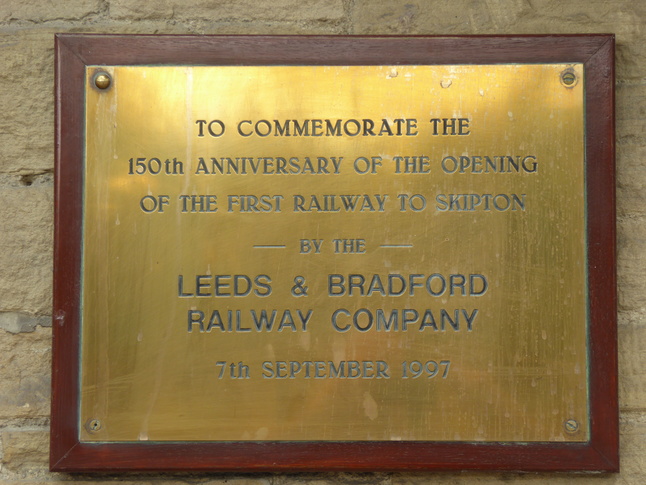 TO COMMEMORATE THE
150th ANNIVERSARY OF THE OPENING
OF THE FIRST RAILWAY TO SKIPTON
— BY THE —
LEEDS & BRADFORD
RAILWAY COMPANY
7th SEPTEMBER 1997